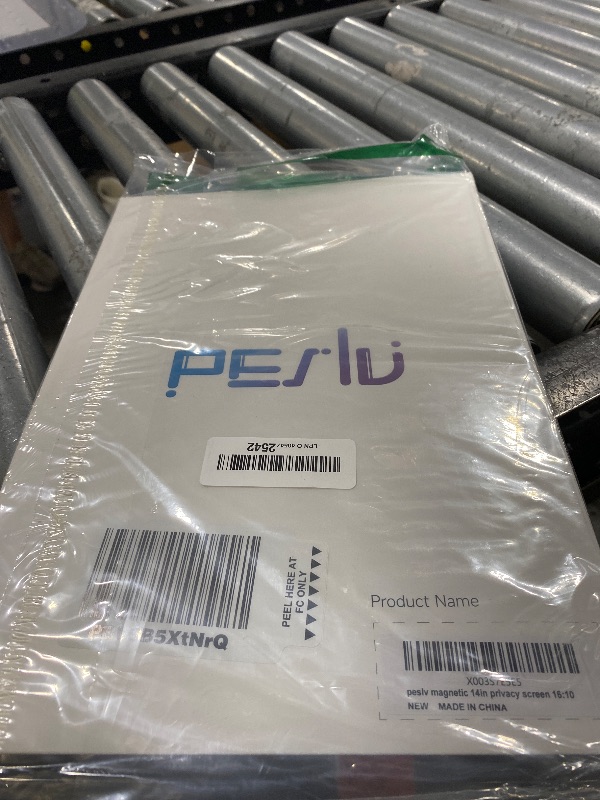 peslv
2542
B5XtNrQ
PEEL HERE AT
FC ONLY
Product Name
peslv magnetic 14in privacy screen 16:10
NEW MADE IN CHINA